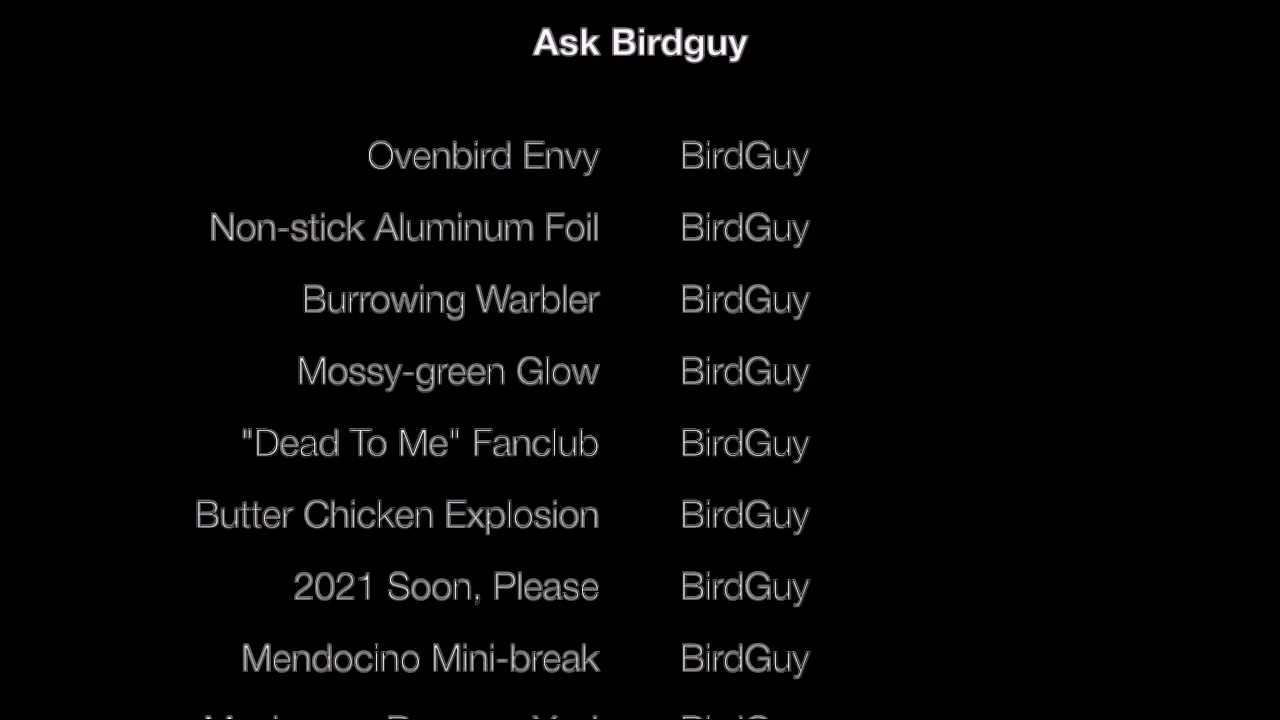 Ask Birdguy
Ovenbird Envy BirdGuy
Non-stick Aluminum Foil BirdGuy
Burrowing Warbler BirdGuy
Mossy-green Glow BirdGuy
"Dead To Me" Fanclub BirdGuy
Butter Chicken Explosion BirdGuy
2021 Soon, Please BirdGuy
Mendocino Mini-break BirdGuy